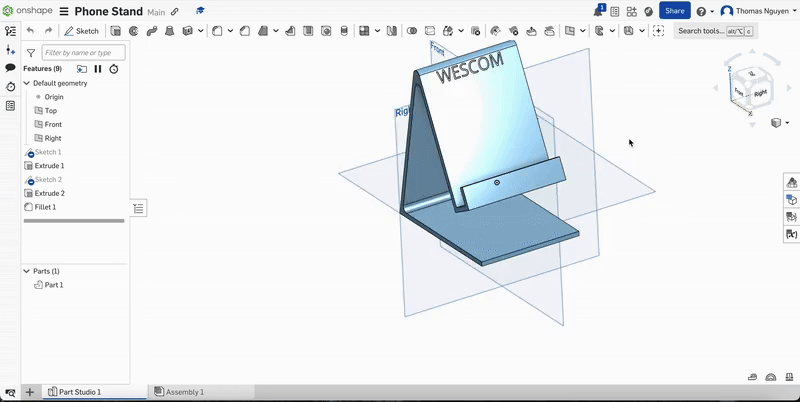 onshape Phone Stand Main 1 Share Thomas Nguyen
Sketch Search tools... alt/⌥ c
Filter by name or type
Features (9)
Default geometry
Origin
Top
Front
Right
Sketch 1
Extrude 1
Sketch 2
Extrude 2
Fillet 1
Parts (1)
Part 1
Front
WESCOM
Righ
Z
Front Right
X
Part Studio 1 Assembly 1